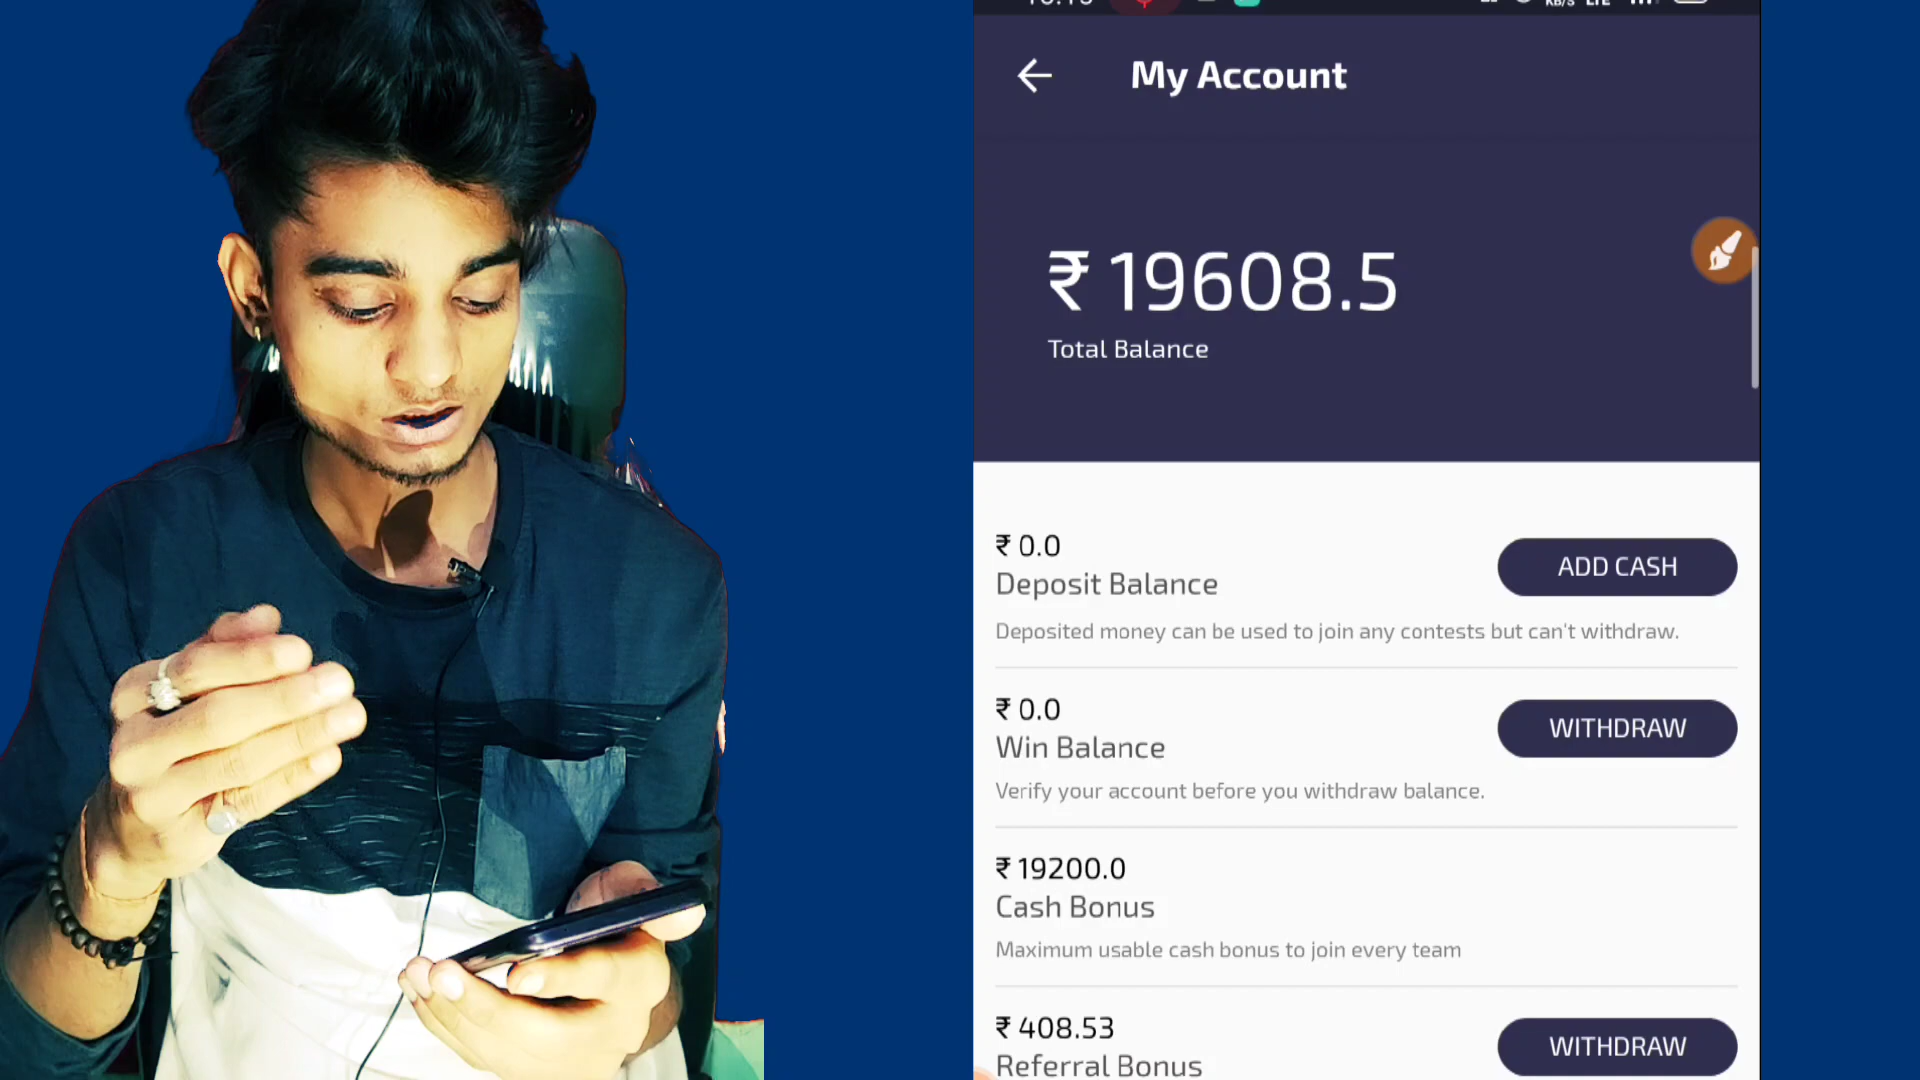 KB/S LTE
My Account
₹ 19608.5
Total Balance
₹ 0.0
Deposit Balance
ADD CASH
Deposited money can be used to join any contests but can't withdraw.
₹ 0.0
Win Balance
WITHDRAW
Verify your account before you withdraw balance.
₹ 19200.0
Cash Bonus
Maximum usable cash bonus to join every team
₹ 408.53
Referral Bonus
WITHDRAW